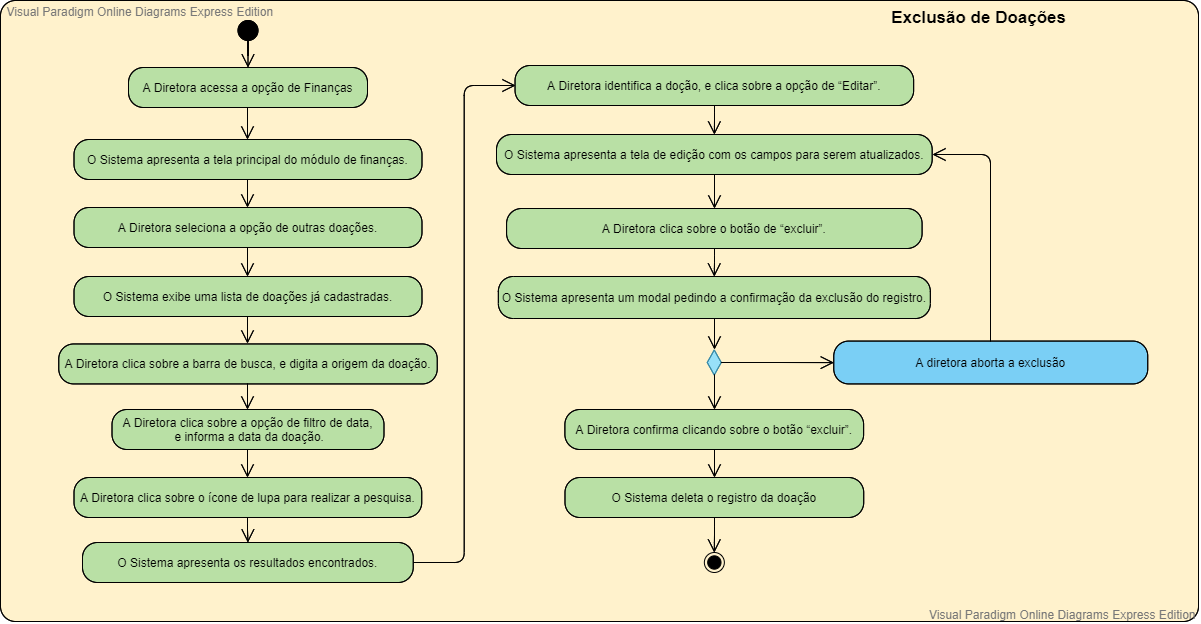 Visual Paradigm Online Diagrams Express Edition
Exclusão de Doações
A Diretora acessa a opção de Finanças
O Sistema apresenta a tela principal do módulo de finanças.
A Diretora seleciona a opção de outras doações.
O Sistema exibe uma lista de doações já cadastradas.
A Diretora clica sobre a barra de busca, e digita a origem da doação.
A Diretora clica sobre a opção de filtro de data,
e informa a data da doação.
A Diretora clica sobre o ícone de lupa para realizar a pesquisa.
O Sistema apresenta os resultados encontrados.
A Diretora identifica a doção, e clica sobre a opção de “Editar”.
O Sistema apresenta a tela de edição com os campos para serem atualizados.
A Diretora clica sobre o botão de “excluir”.
O Sistema apresenta um modal pedindo a confirmação da exclusão do registro.
A diretora aborta a exclusão
A Diretora confirma clicando sobre o botão “excluir”.
O Sistema deleta o registro da doação
Visual Paradigm Online Diagrams Express Edition